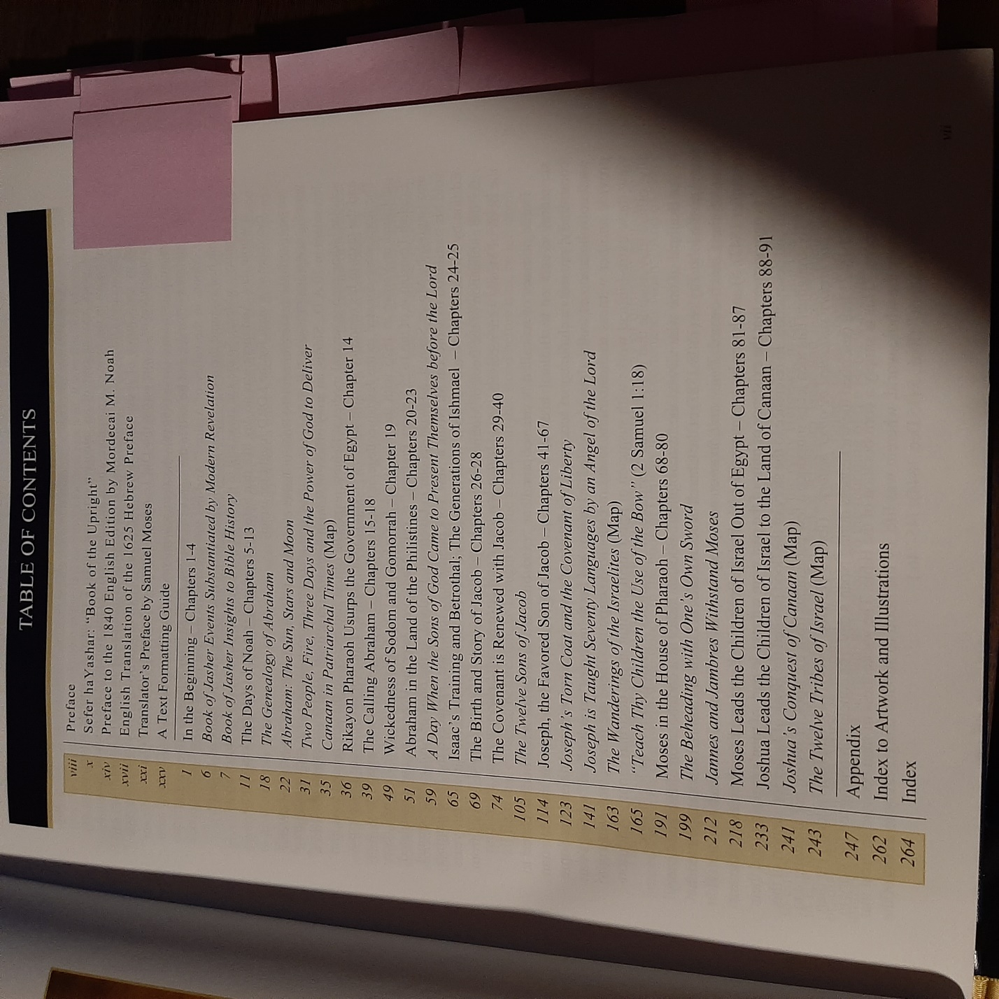 TABLE OF CONTENTS
viii Preface
x Sefer haYashar: “Book of the Upright”
xiv Preface to the 1840 English Edition by Mordecai M. Noah
xvii English Translation of the 1625 Hebrew Preface
xxi Translator’s Preface by Samuel Moses
xxv A Text Formatting Guide
1 In the Beginning – Chapters 1-4
6 Book of Jasher Events Substantiated by Modern Revelation
7 Book of Jasher Insights to Bible History
11 The Days of Noah – Chapters 5-13
18 The Genealogy of Abraham
22 Abraham: The Sun, Stars and Moon
31 Two People, Fire, Three Days and the Power of God to Deliver
35 Canaan in Patriarchal Times (Map)
36 Rikayon Pharaoh Usurps the Government of Egypt – Chapter 14
39 The Calling Abraham – Chapters 15-18
49 Wickedness of Sodom and Gomorrah – Chapter 19
51 Abraham in the Land of the Philistines – Chapters 20-23
59 A Day When the Sons of God Came to Present Themselves before the Lord
65 Isaac’s Training and Betrothal; The Generations of Ishmael – Chapters 24-25
69 The Birth and Story of Jacob – Chapters 26-28
74 The Covenant is Renewed with Jacob – Chapters 29-40
105 The Twelve Sons of Jacob
114 Joseph, the Favored Son of Jacob – Chapters 41-67
123 Joseph’s Torn Coat and the Covenant of Liberty
141 Joseph is Taught Seventy Languages by an Angel of the Lord
163 The Wanderings of the Israelites (Map)
165 “Teach Thy Children the Use of the Bow” (2 Samuel 1:18)
191 Moses in the House of Pharaoh – Chapters 68-80
199 The Beheading with One’s Own Sword
212 Jannes and Jambres Withstand Moses
218 Moses Leads the Children of Israel Out of Egypt – Chapters 81-87
233 Joshua Leads the Children of Israel to the Land of Canaan – Chapters 88-91
241 Joshua’s Conquest of Canaan (Map)
243 The Twelve Tribes of Israel (Map)
247 Appendix
262 Index to Artwork and Illustrations
264 Index
vii